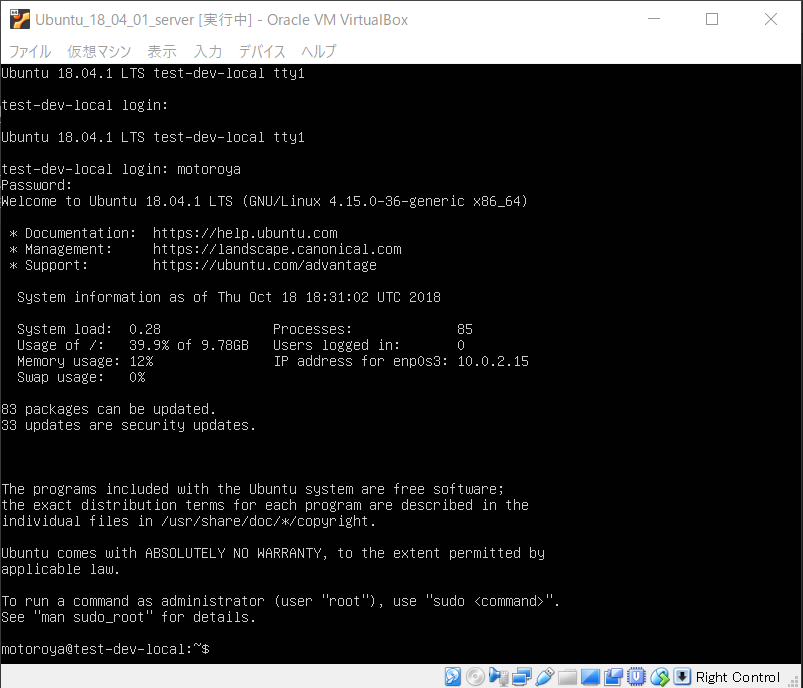 Ubuntu_18_04_01_server [実行中] - Oracle VM VirtualBox
ファイル 仮想マシン 表示 入力 デバイス ヘルプ
Ubuntu 18.04.1 LTS test-dev-local tty1
test-dev-local login:
Ubuntu 18.04.1 LTS test-dev-local tty1
test-dev-local login: motoroya
Password:
Welcome to Ubuntu 18.04.1 LTS (GNU/Linux 4.15.0-36-generic x86_64)
* Documentation:  https://help.ubuntu.com
* Management:     https://landscape.canonical.com
* Support:        https://ubuntu.com/advantage
System information as of Thu Oct 18 18:31:02 UTC 2018
System load:  0.28              Processes:             85
Usage of /:   39.9% of 9.78GB   Users logged in:       0
Memory usage: 12%               IP address for enp0s3: 10.0.2.15
Swap usage:   0%
83 packages can be updated.
33 updates are security updates.
The programs included with the Ubuntu system are free software;
the exact distribution terms for each program are described in the
individual files in /usr/share/doc/*/copyright.
Ubuntu comes with ABSOLUTELY NO WARRANTY, to the extent permitted by
applicable law.
To run a command as administrator (user "root"), use "sudo <command>".
See "man sudo_root" for details.
motoroya@test-dev-local:~$
Right Control